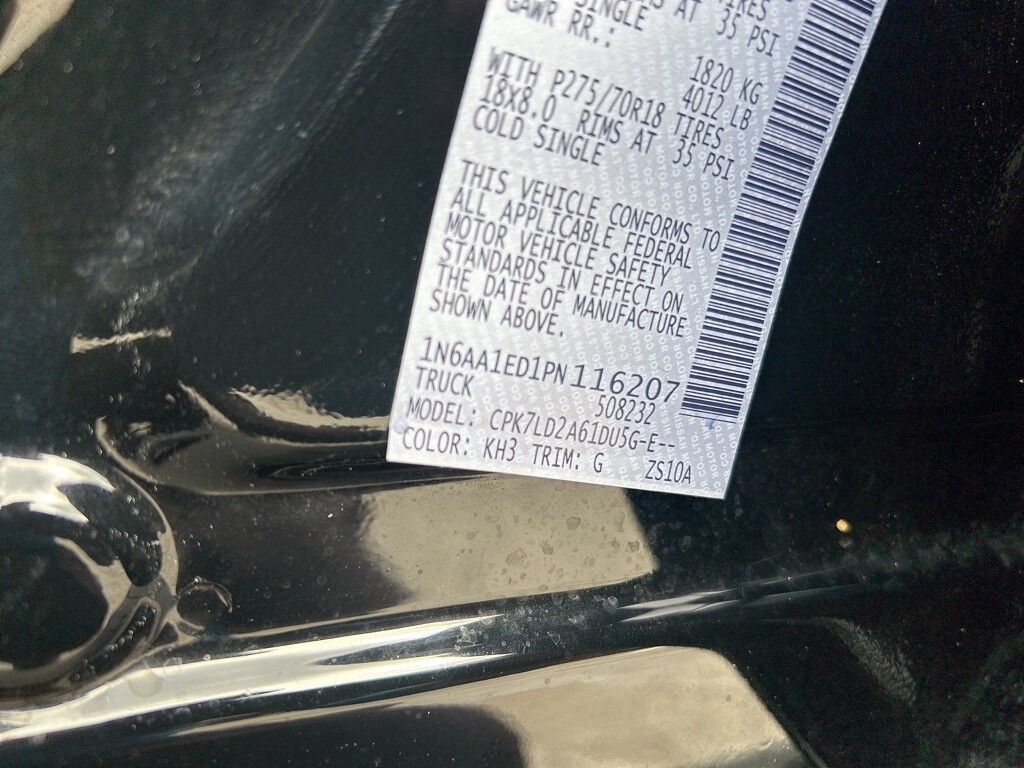 TIRES
SINGLE AT 35 PSI
GAWR RR.:
1820 KG
4012 LB
WITH P275/70R18 TIRES
18X8.0 RIMS AT 35 PSI
COLD SINGLE
THIS VEHICLE CONFORMS TO
ALL APPLICABLE FEDERAL
MOTOR VEHICLE SAFETY
STANDARDS IN EFFECT ON
THE DATE OF MANUFACTURE
SHOWN ABOVE.
1N6AA1ED1PN116207
TRUCK 508232
MODEL: CPK7LD2A61DU5G-E--
COLOR: KH3 TRIM: G ZS10A